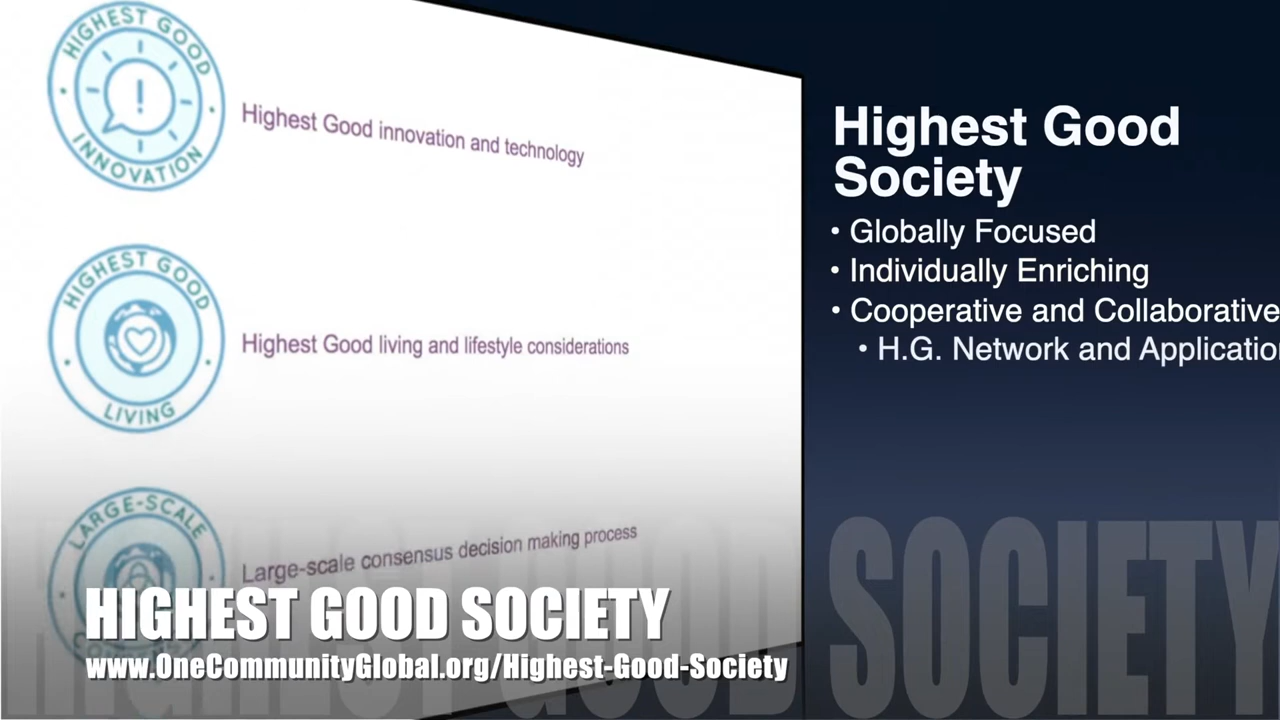 HIGHEST GOOD
INNOVATION
Highest Good innovation and technology
HIGHEST GOOD
LIVING
Highest Good living and lifestyle considerations
LARGE-SCALE
Large-scale consensus decision making process
Highest Good
Society
• Globally Focused
• Individually Enriching
• Cooperative and Collaborative
• H.G. Network and Applicatio
HIGHEST GOOD SOCIETY
HIGHEST GOOD SOCIETY
www.OneCommunityGlobal.org/Highest-Good-Society